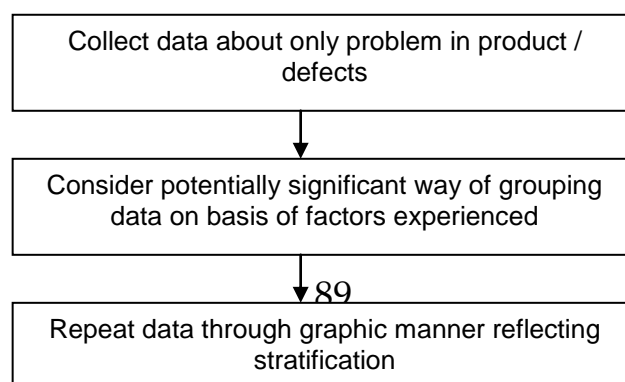 Collect data about only problem in product /
defects
Consider potentially significant way of grouping
data on basis of factors experienced
89
Repeat data through graphic manner reflecting
stratification